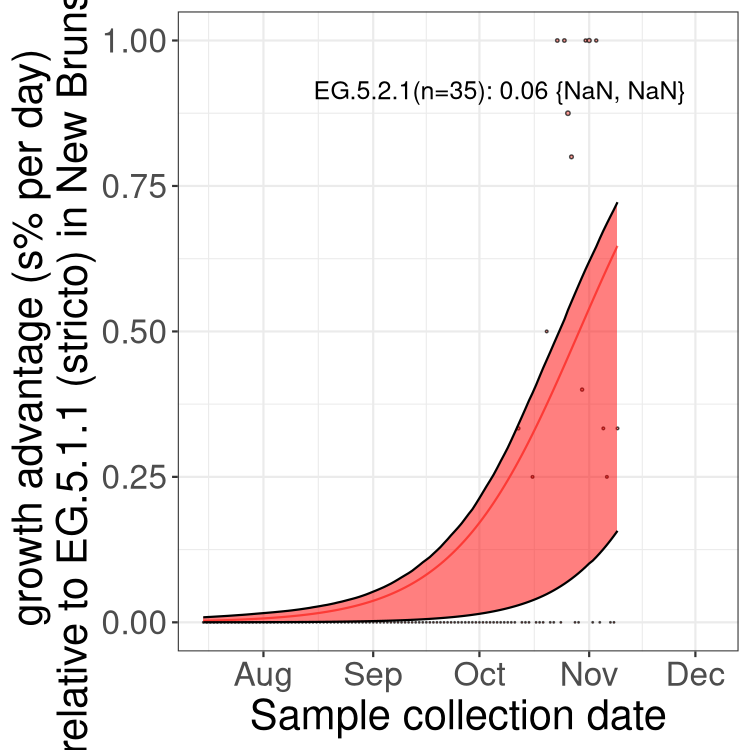 growth advantage (s% per day)
relative to EG.5.1.1 (stricto) in New Bruns
1.00
0.75
0.50
0.25
0.00
EG.5.2.1(n=35): 0.06 {NaN, NaN}
Aug Sep Oct Nov Dec
Sample collection date